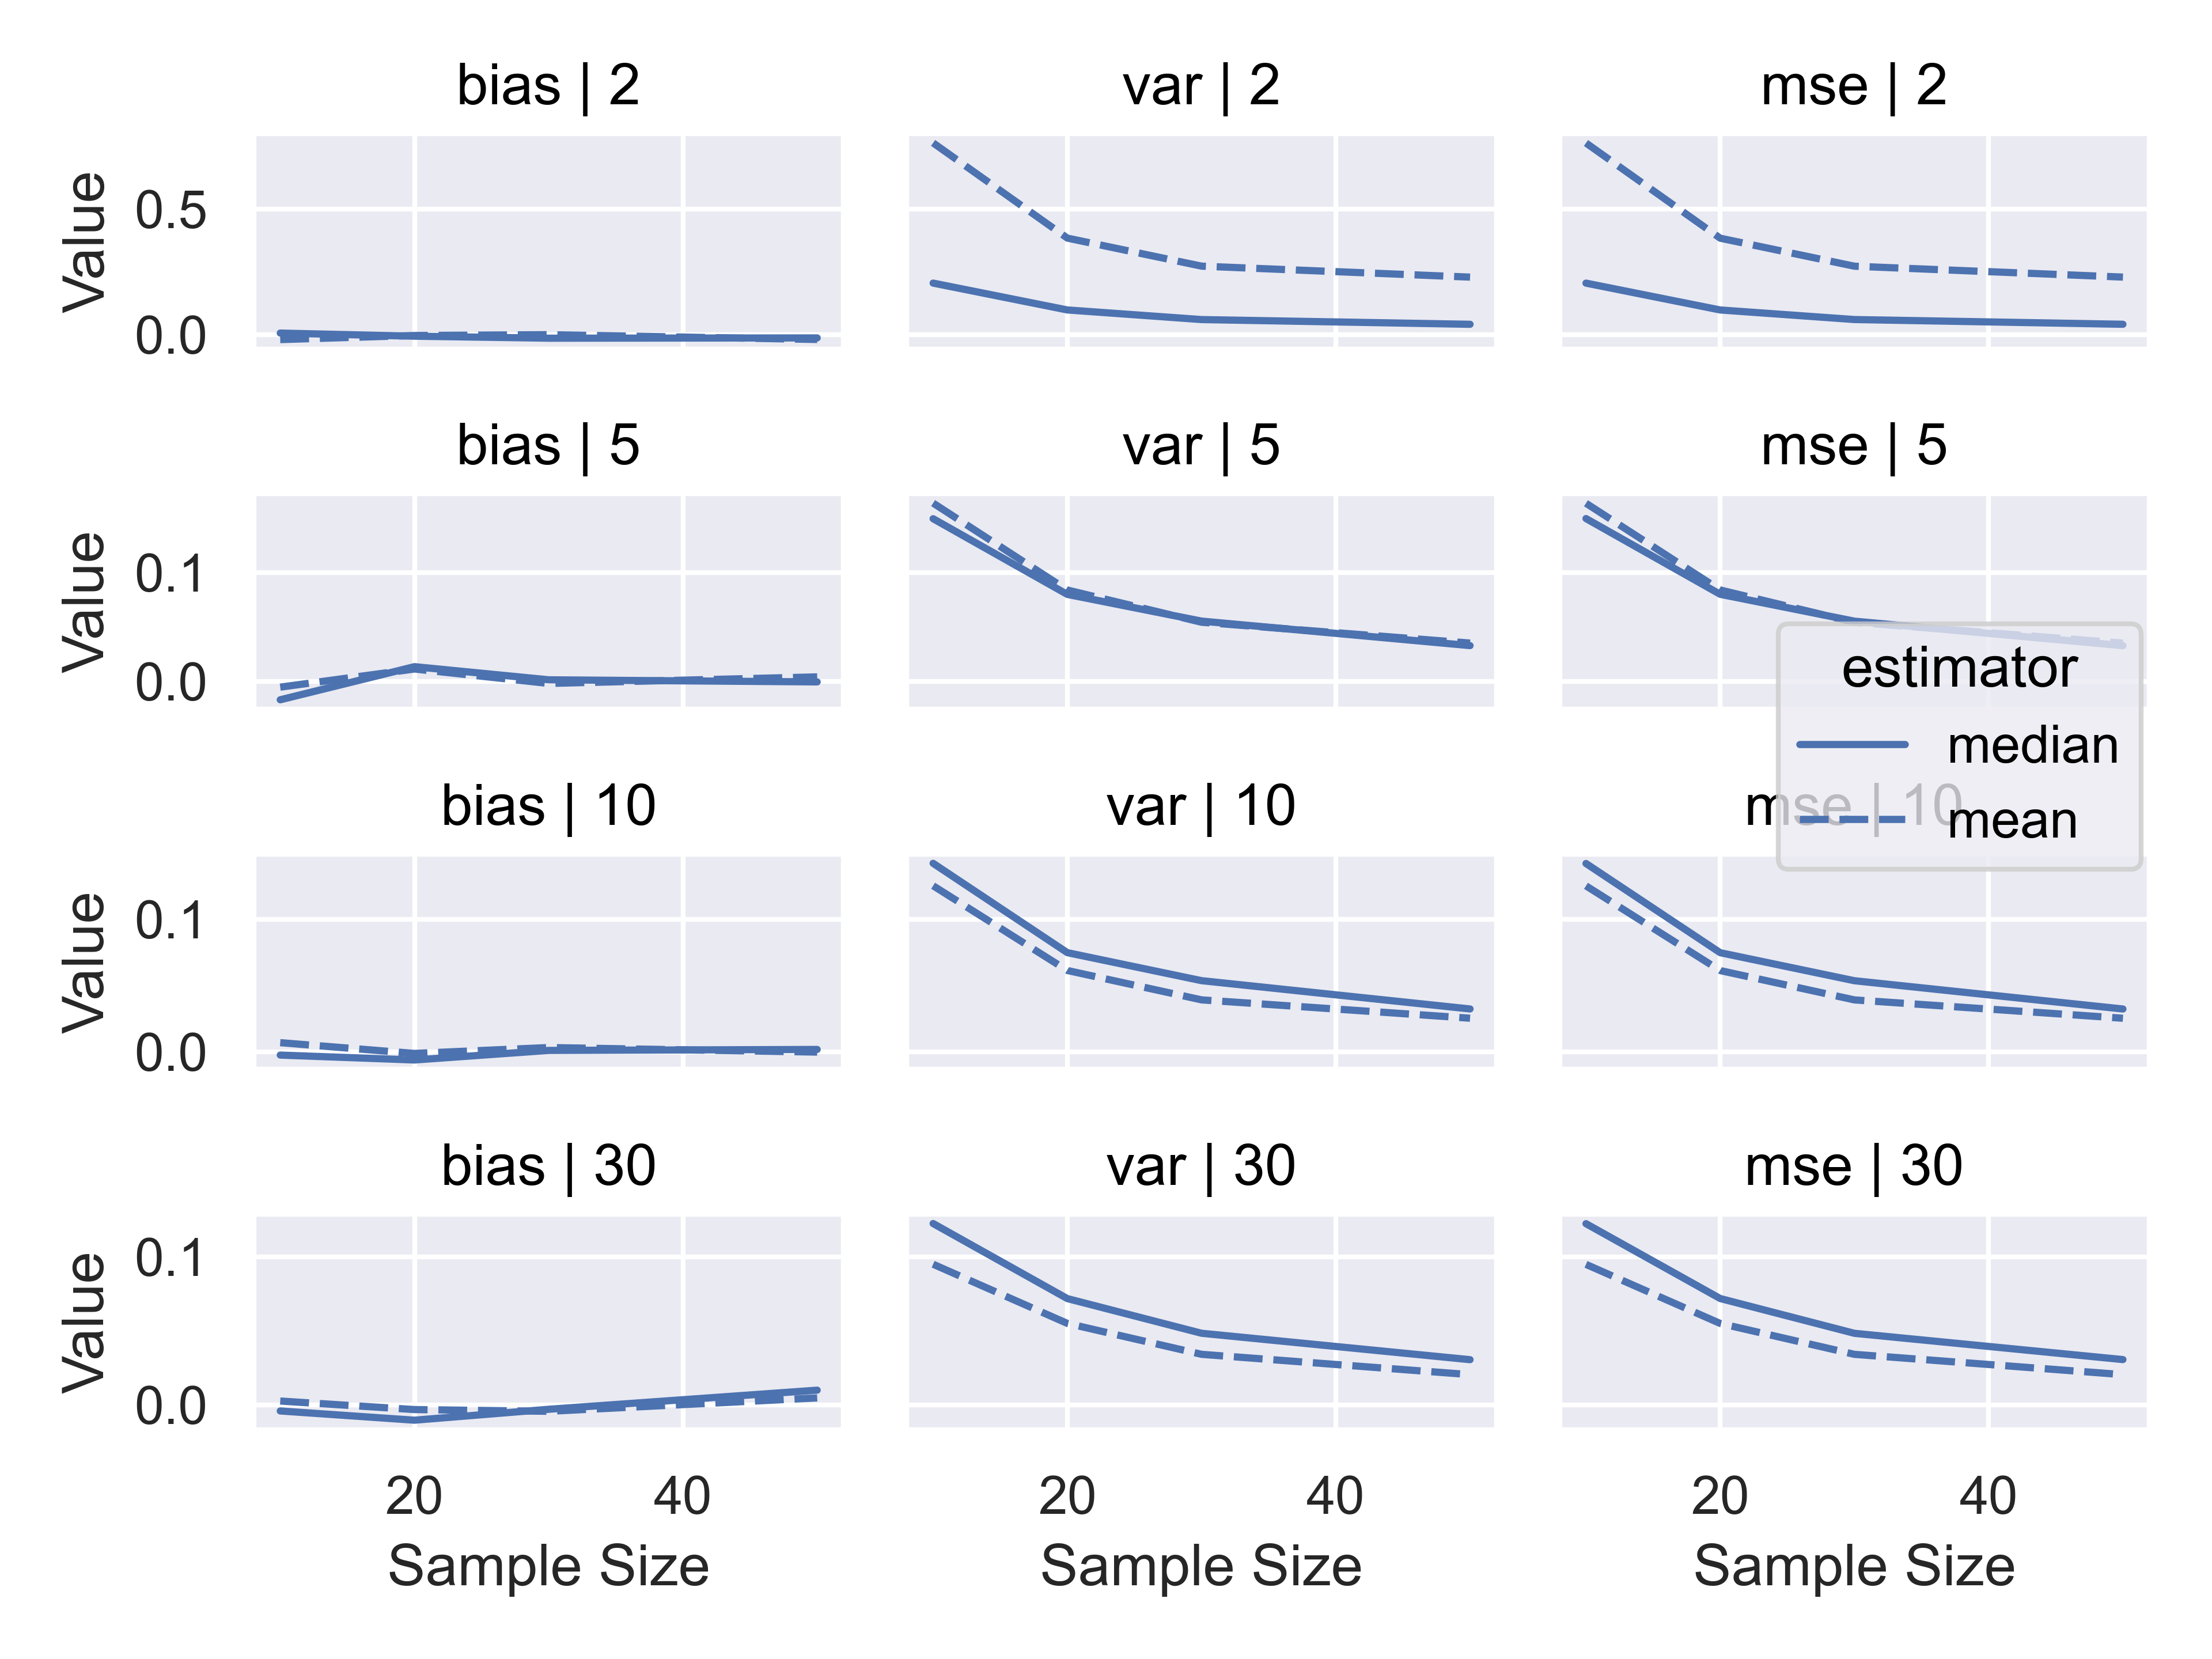 bias | 2
var | 2
mse | 2
Value
0.5
0.0
bias | 5
var | 5
mse | 5
Value
0.1
0.0
estimator
median
mean
bias | 10
var | 10
mse | 10
Value
0.1
0.0
bias | 30
var | 30
mse | 30
Value
0.1
0.0
20
40
20
40
20
40
Sample Size
Sample Size
Sample Size